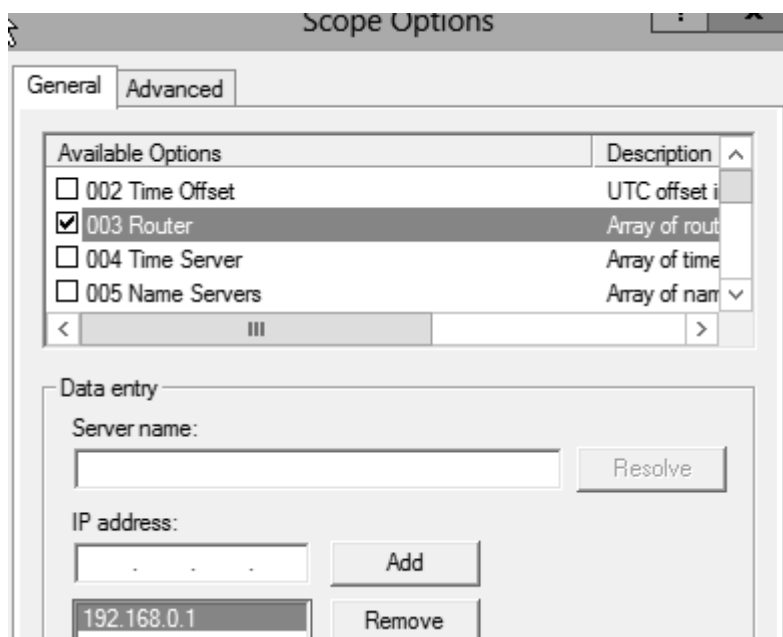 Scope Options
?
x
General
Advanced
Available Options
Description
002 Time Offset
UTC offset i
003 Router
Array of rout
004 Time Server
Array of time
005 Name Servers
Array of nam
Data entry
Server name:
Resolve
IP address:
. . .
Add
192.168.0.1
Remove